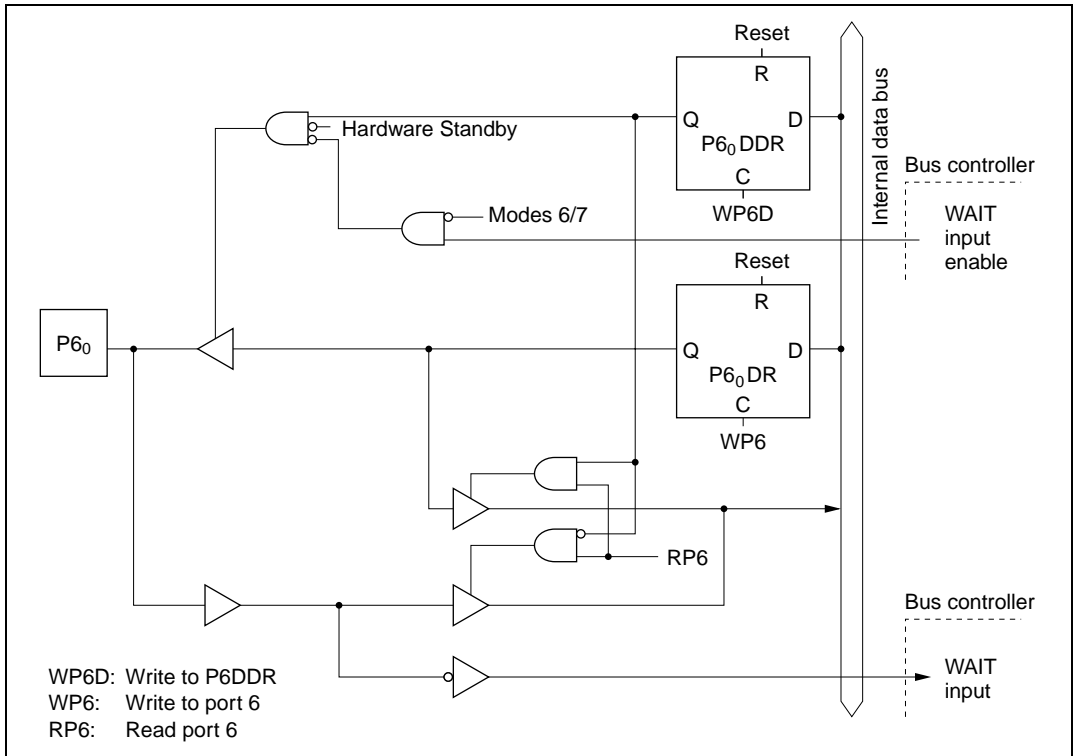 Reset
R
Hardware Standby
Q
D
P6₀ DDR
C
WP6D
Internal data bus
Bus controller
WAIT
input
enable
Modes 6/7
Reset
R
P6₀
Q
D
P6₀ DR
C
WP6
RP6
Bus controller
WAIT
input
WP6D: Write to P6DDR
WP6: Write to port 6
RP6: Read port 6